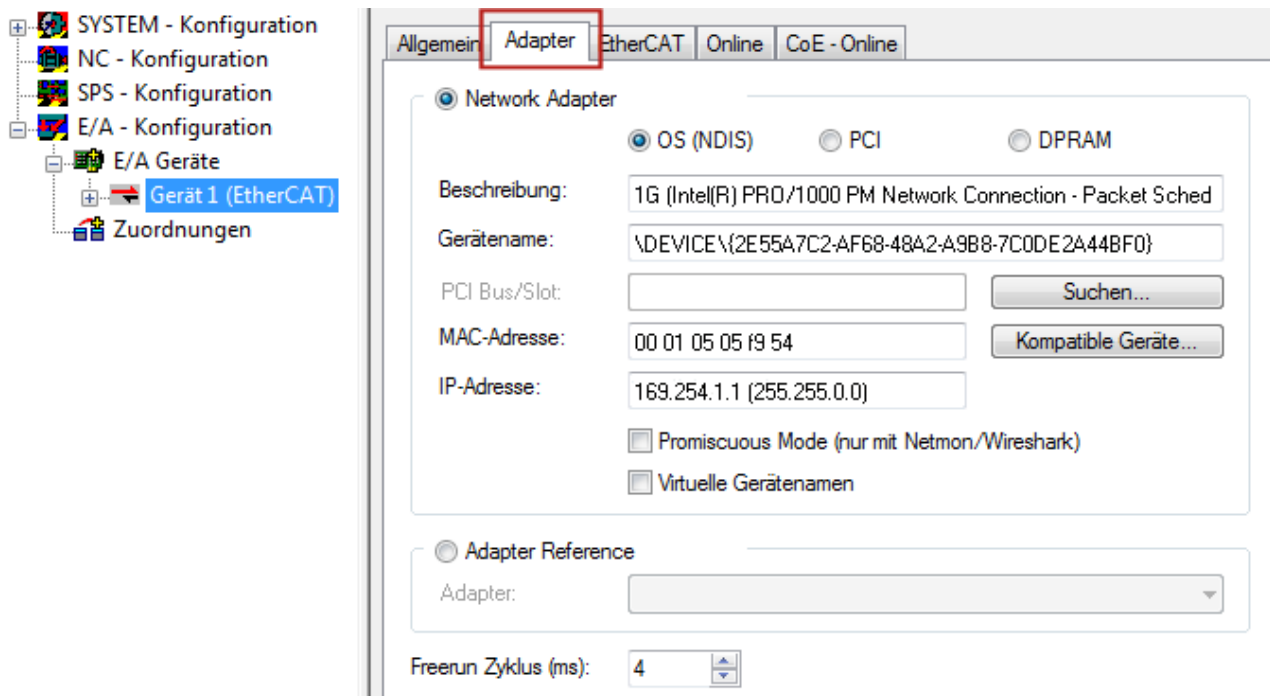 SYSTEM - Konfiguration
NC - Konfiguration
SPS - Konfiguration
E/A - Konfiguration
E/A Geräte
Gerät 1 (EtherCAT)
Zuordnungen
Allgemein Adapter EtherCAT Online CoE - Online
Network Adapter
OS (NDIS) PCI DPRAM
Beschreibung: 1G (Intel(R) PRO/1000 PM Network Connection - Packet Sched
Gerätename: \DEVICE\{2E55A7C2-AF68-48A2-A9B8-7C0DE2A44BF0}
PCI Bus/Slot: Suchen...
MAC-Adresse: 00 01 05 05 f9 54 Kompatible Geräte...
IP-Adresse: 169.254.1.1 (255.255.0.0)
Promiscuous Mode (nur mit Netmon/Wireshark)
Virtuelle Gerätenamen
Adapter Reference
Adapter:
Freerun Zyklus (ms): 4